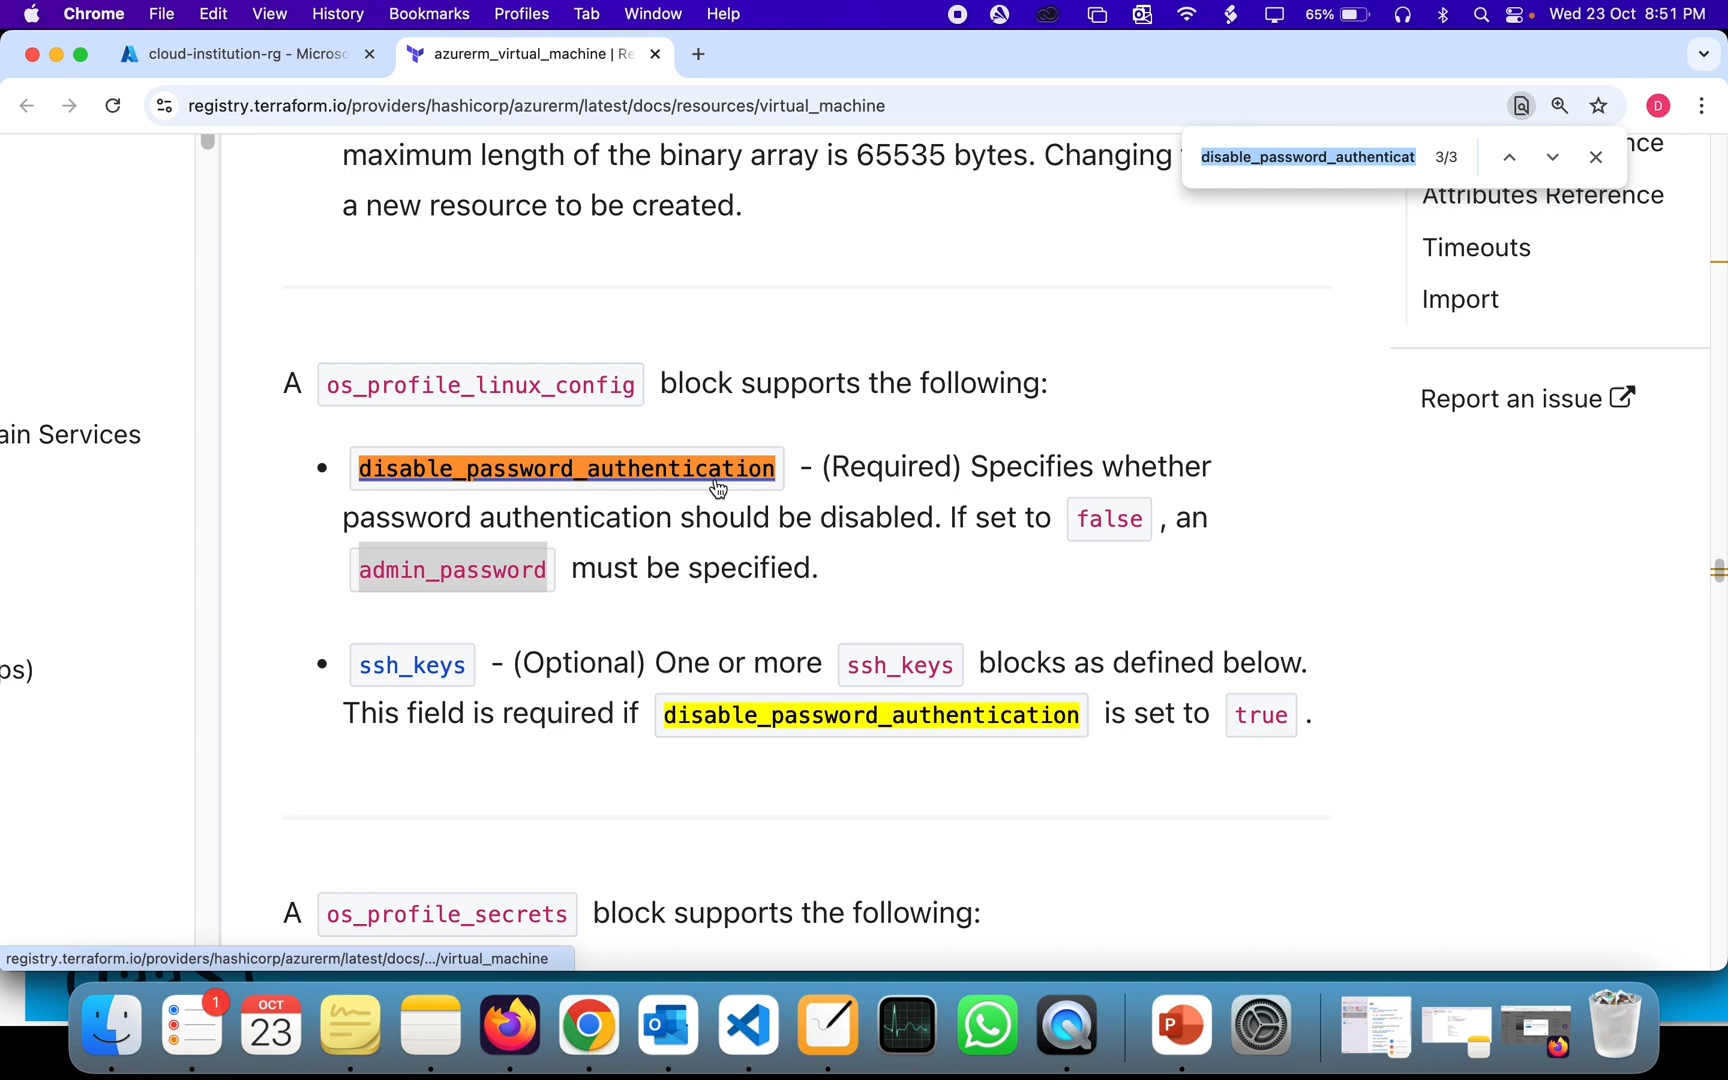 Chrome File Edit View History Bookmarks Profiles Tab Window Help 65% Wed 23 Oct 8:51 PM
cloud-institution-rg - Microso
azurerm_virtual_machine | Re
registry.terraform.io/providers/hashicorp/azurerm/latest/docs/resources/virtual_machine
D
disable_password_authenticat 3/3
maximum length of the binary array is 65535 bytes. Changing
a new resource to be created.
nce
Attributes Reference
Timeouts
Import
Report an issue
ain Services
ps)
A os_profile_linux_config block supports the following:
disable_password_authentication - (Required) Specifies whether
password authentication should be disabled. If set to false , an
admin_password must be specified.
ssh_keys - (Optional) One or more ssh_keys blocks as defined below.
This field is required if disable_password_authentication is set to true .
A os_profile_secrets block supports the following:
registry.terraform.io/providers/hashicorp/azurerm/latest/docs/.../virtual_machine
1
OCT
23